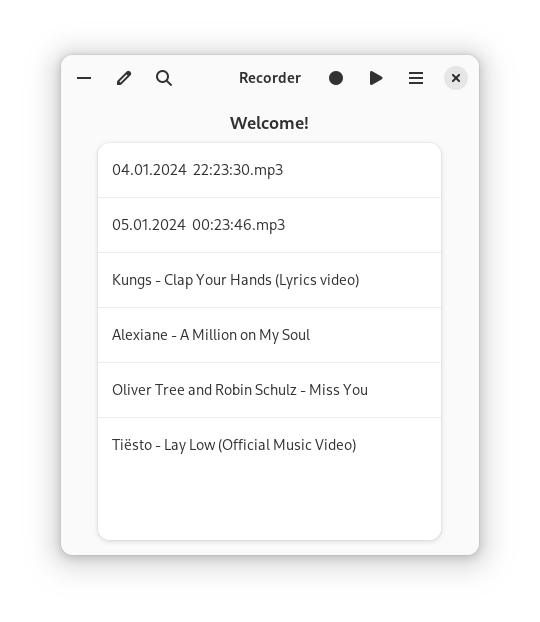 Recorder
Welcome!
04.01.2024 22:23:30.mp3
05.01.2024 00:23:46.mp3
Kungs - Clap Your Hands (Lyrics video)
Alexiane - A Million on My Soul
Oliver Tree and Robin Schulz - Miss You
Tiësto - Lay Low (Official Music Video)